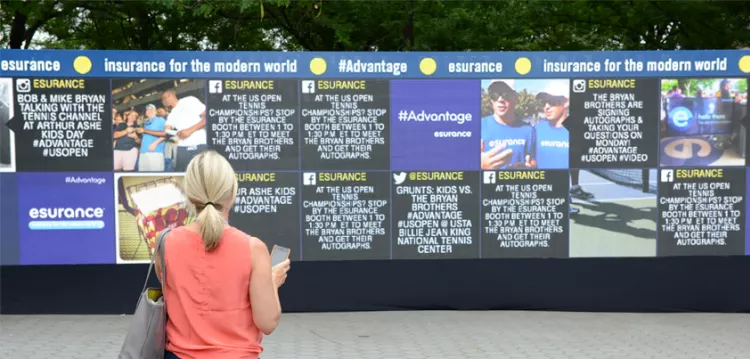 esurance
insurance for the modern world
#Advantage
esurance
insurance for the modern world
ESURANCE
BOB & MIKE BRYAN
TALKING WITH THE
TENNIS CHANNEL
AT ARTHUR ASHE
KIDS DAY
#ADVANTAGE
#USOPEN
ESURANCE
AT THE US OPEN
TENNIS
CHAMPIONSHIPS? STOP
BY THE ESURANCE
BOOTH BETWEEN 1 TO
1:30 PM ET TO MEET
THE BRYAN BROTHERS
AND GET THEIR
AUTOGRAPHS.
ESURANCE
AT THE US OPEN
TENNIS
CHAMPIONSHIPS? STOP
BY THE ESURANCE
BOOTH BETWEEN 1 TO
1:30 PM ET TO MEET
THE BRYAN BROTHERS
AND GET THEIR
AUTOGRAPHS.
#Advantage
esurance
esurance
ESURANCE
THE BRYAN
BROTHERS ARE
SIGNING
AUTOGRAPHS &
TAKING YOUR
QUESTIONS ON
MONDAY!
#ADVANTAGE
#USOPEN #VIDEO
#Advantage
esurance
ESURANCE
UR ASHE KIDS
#ADVANTAGE
#USOPEN
ESURANCE
AT THE US OPEN
TENNIS
CHAMPIONSHIPS? STOP
BY THE ESURANCE
BOOTH BETWEEN 1 TO
1:30 PM ET TO MEET
THE BRYAN BROTHERS
AND GET THEIR
AUTOGRAPHS.
@ESURANCE
GRUNTS: KIDS VS.
THE BRYAN
BROTHERS
#ADVANTAGE
#USOPEN @ USTA
BILLIE JEAN KING
NATIONAL TENNIS
CENTER
ESURANCE
AT THE US OPEN
TENNIS
CHAMPIONSHIPS? STOP
BY THE ESURANCE
BOOTH BETWEEN 1 TO
1:30 PM ET TO MEET
THE BRYAN BROTHERS
AND GET THEIR
AUTOGRAPHS.
ESURANCE
AT THE US OPEN
TENNIS
CHAMPIONSHIPS? STOP
BY THE ESURANCE
BOOTH BETWEEN 1 TO
1:30 PM ET TO MEET
THE BRYAN BROTHERS
AND GET THEIR
AUTOGRAPHS.